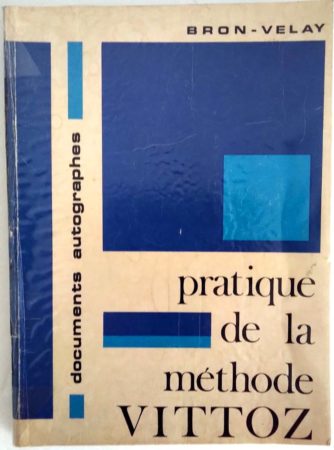 BRON-VELAY
documents autographes
pratique
de la
méthode
VITTOZ